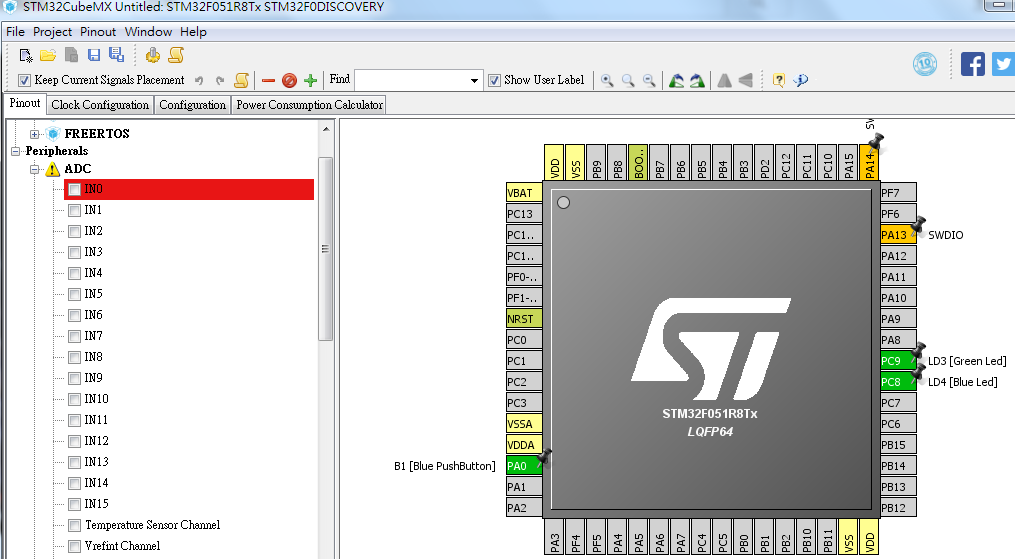 STM32CubeMX Untitled: STM32F051R8Tx STM32F0DISCOVERY
File Project Pinout Window Help
Keep Current Signals Placement Find Show User Label
19
Pinout Clock Configuration Configuration Power Consumption Calculator
FREERTOS
Peripherals
ADC
IN0
IN1
IN2
IN3
IN4
IN5
IN6
IN7
IN8
IN9
IN10
IN11
IN12
IN13
IN14
IN15
Temperature Sensor Channel
Vrefint Channel
VDD VSS PB9 PB8 BOO.. PB7 PB6 PB5 PB4 PB3 PD2 PC12 PC11 PC10 PA15 PA14
VBAT
PC13
PC1..
PC1..
PF0-..
PF1-..
NRST
PC0
PC1
PC2
PC3
VSSA
VDDA
B1 [Blue PushButton] PA0
PA1
PA2
STM32F051R8Tx
LQFP64
PF7
PF6
PA13 SWDIO
PA12
PA11
PA10
PA9
PA8
PC9 LD3 [Green Led]
PC8 LD4 [Blue Led]
PC7
PC6
PB15
PB14
PB13
PB12
PA3 PF4 PF5 PA4 PA5 PA6 PA7 PC4 PC5 PB0 PB1 PB2 PB10 PB11 VSS VDD